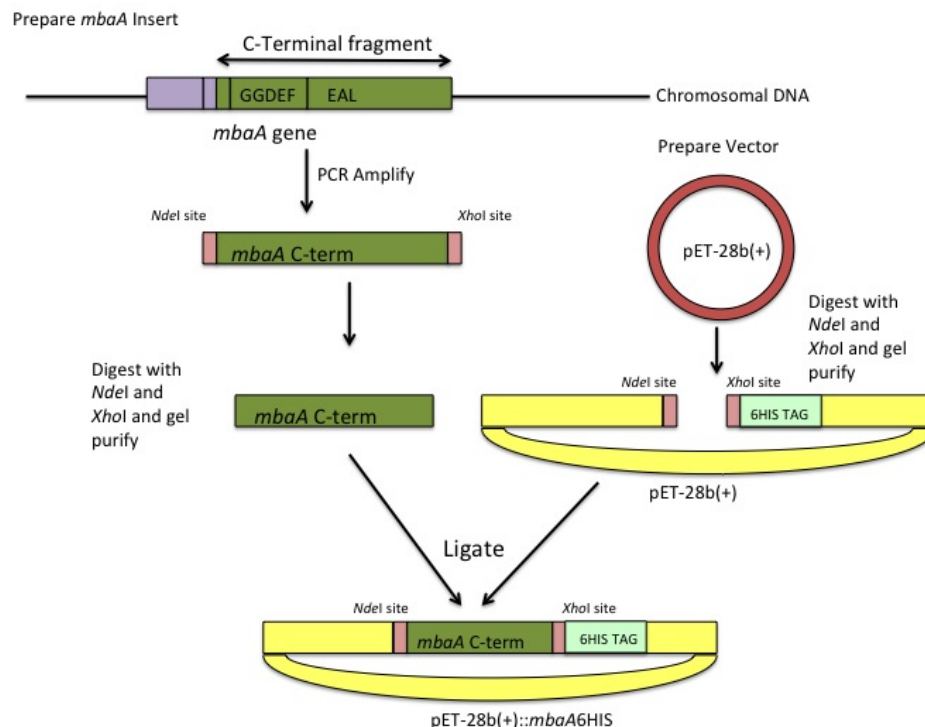 Prepare mbaA Insert
C-Terminal fragment
GGDEF
EAL
Chromosomal DNA
mbaA gene
PCR Amplify
Prepare Vector
NdeI site
XhoI site
mbaA C-term
pET-28b(+)
Digest with
NdeI and
XhoI and gel
purify
Digest with
NdeI and
XhoI and gel
purify
mbaA C-term
NdeI site
XhoI site
6HIS TAG
pET-28b(+)
Ligate
NdeI site
XhoI site
mbaA C-term
6HIS TAG
pET-28b(+)::mbaA6HIS